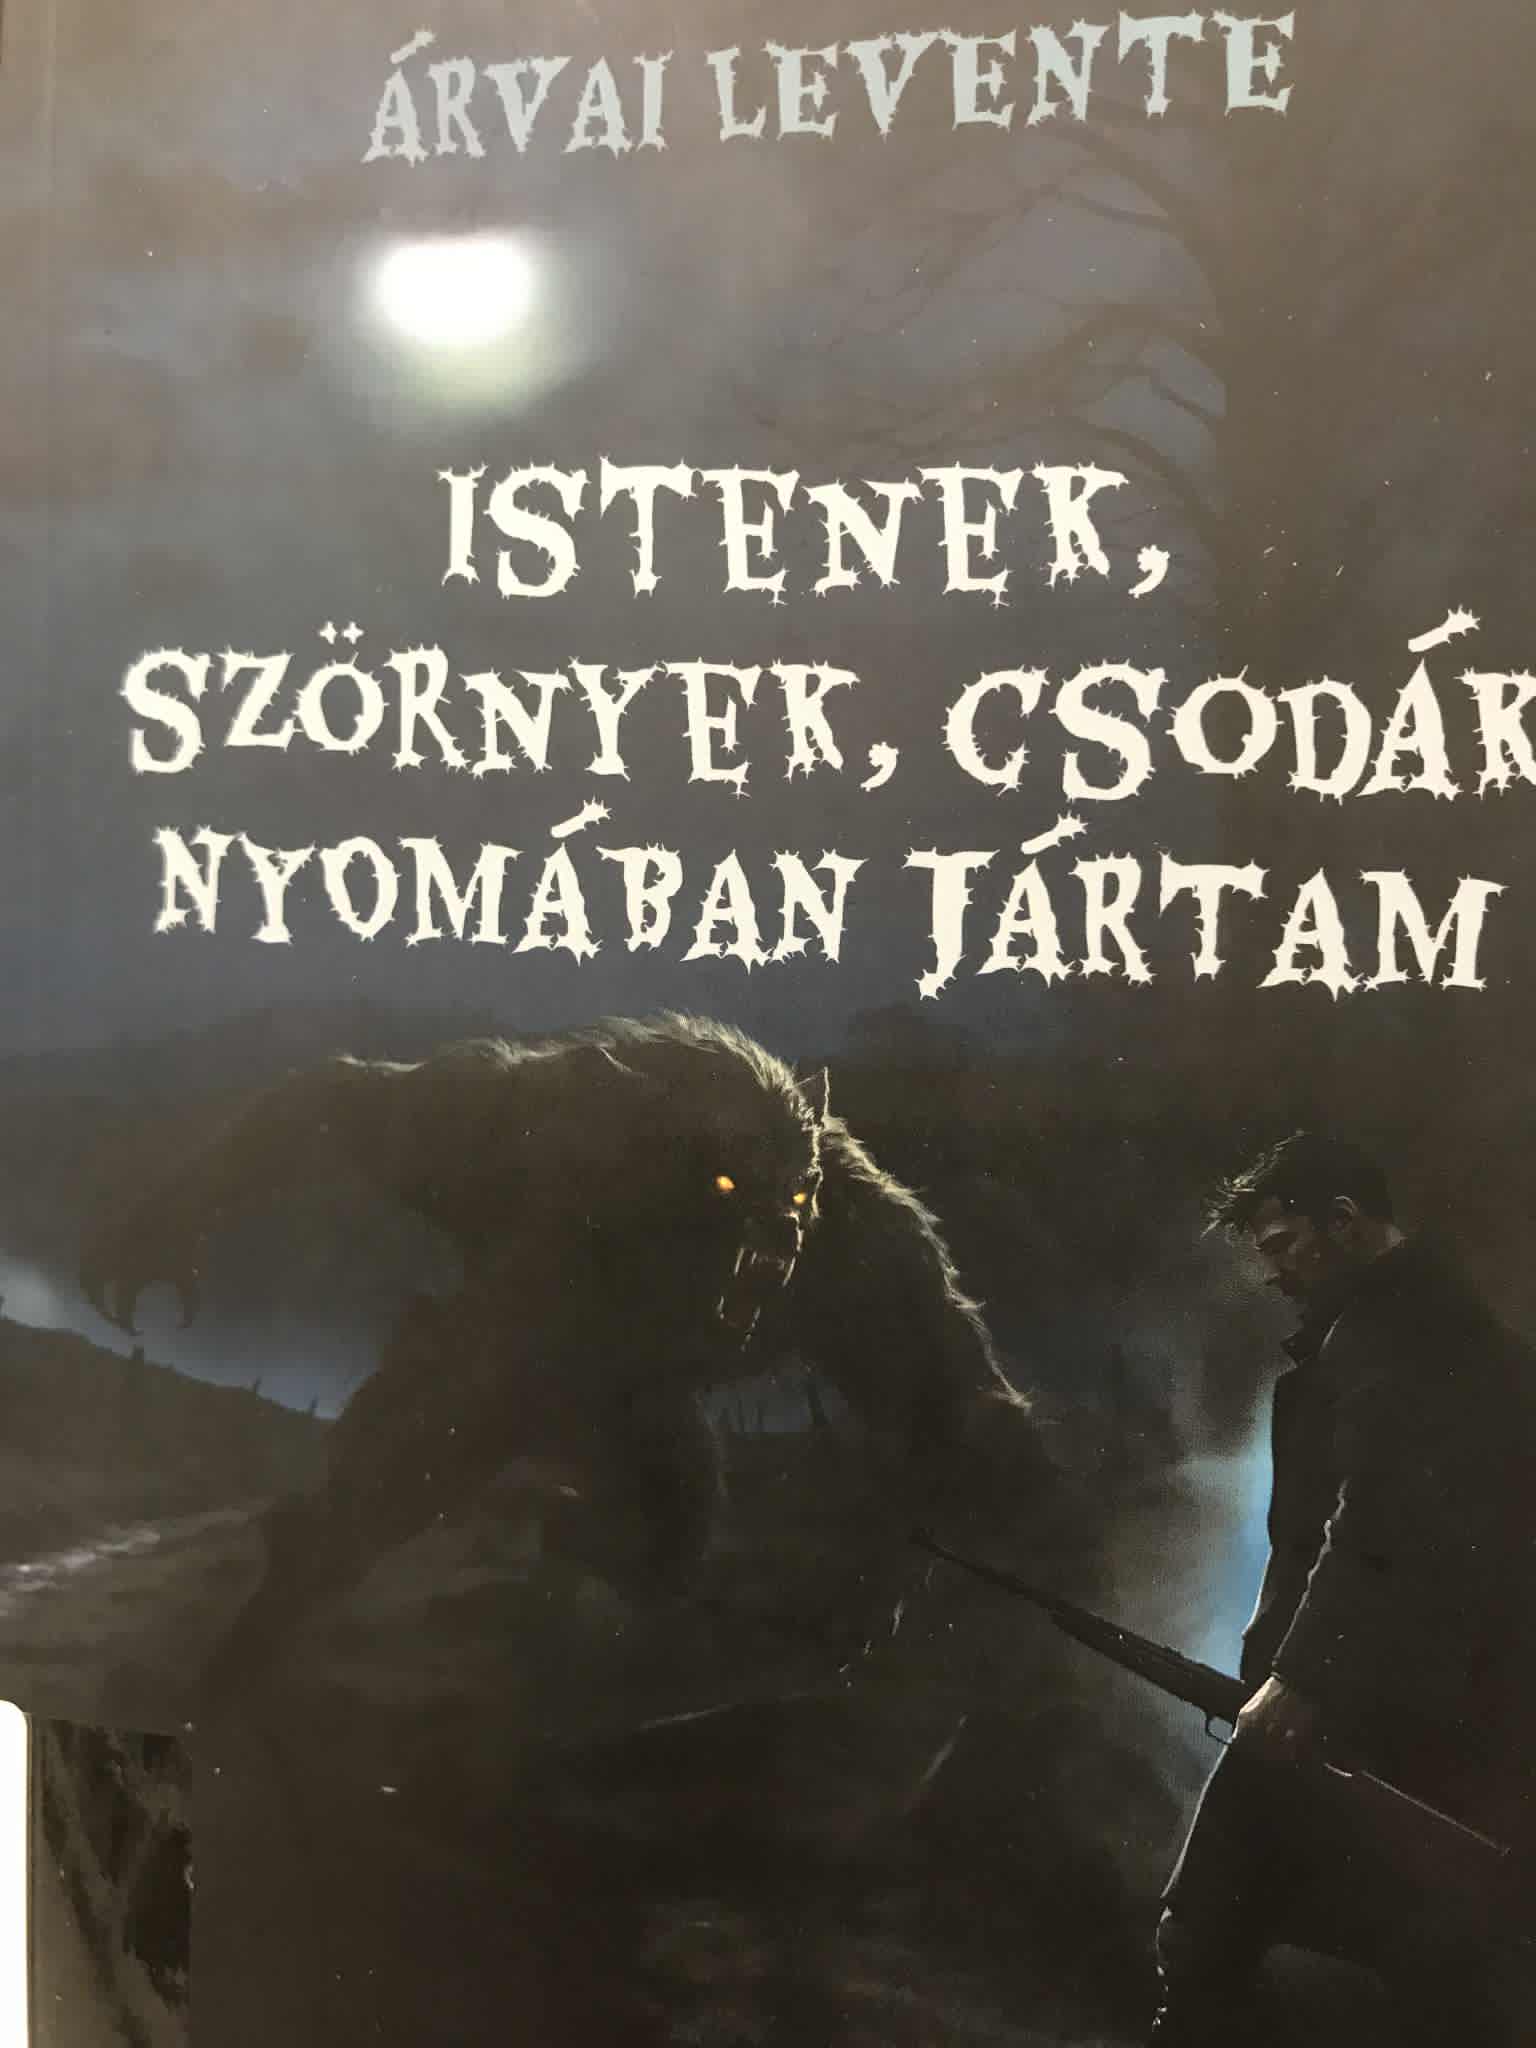 ÁRVAI LEVENTE
ISTENEK,
SZÖRNYEK, CSODÁK
NYOMÁBAN JÁRTAM